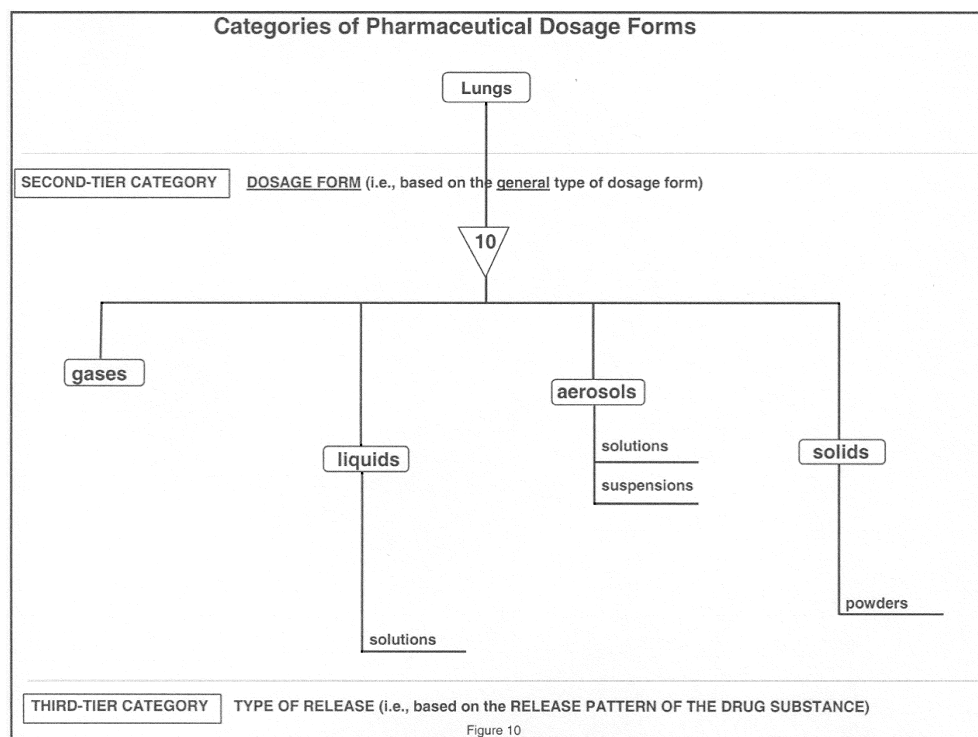 Categories of Pharmaceutical Dosage Forms
Lungs
SECOND-TIER CATEGORY DOSAGE FORM (i.e., based on the general type of dosage form)
10
gases
aerosols
liquids
solutions
solids
suspensions
powders
solutions
THIRD-TIER CATEGORY TYPE OF RELEASE (i.e., based on the RELEASE PATTERN OF THE DRUG SUBSTANCE)
Figure 10